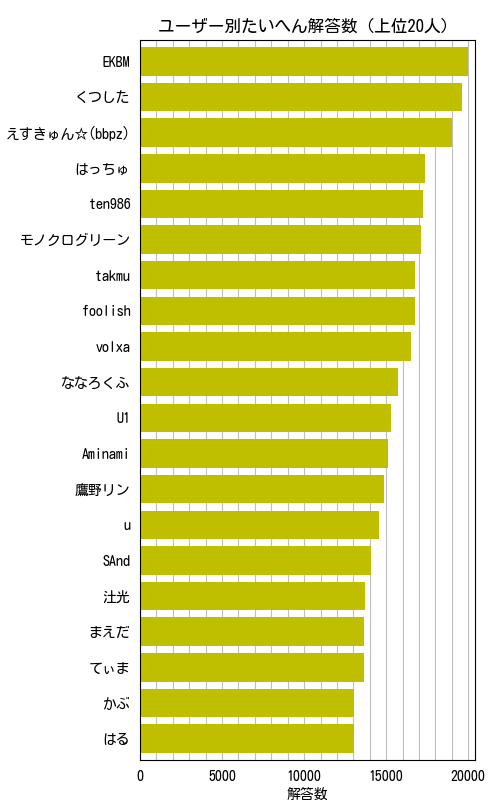 ユーザー別たいへん解答数 (上位20人)
EKBM
くつした
えすきゅん☆(bbpz)
はっちゅ
ten986
モノクログリーン
takmu
foolish
volxa
ななろくふ
U1
Aminami
鷹野リン
u
SAnd
汢光
まえだ
てぃま
かぶ
はる
0 5000 10000 15000 20000
解答数